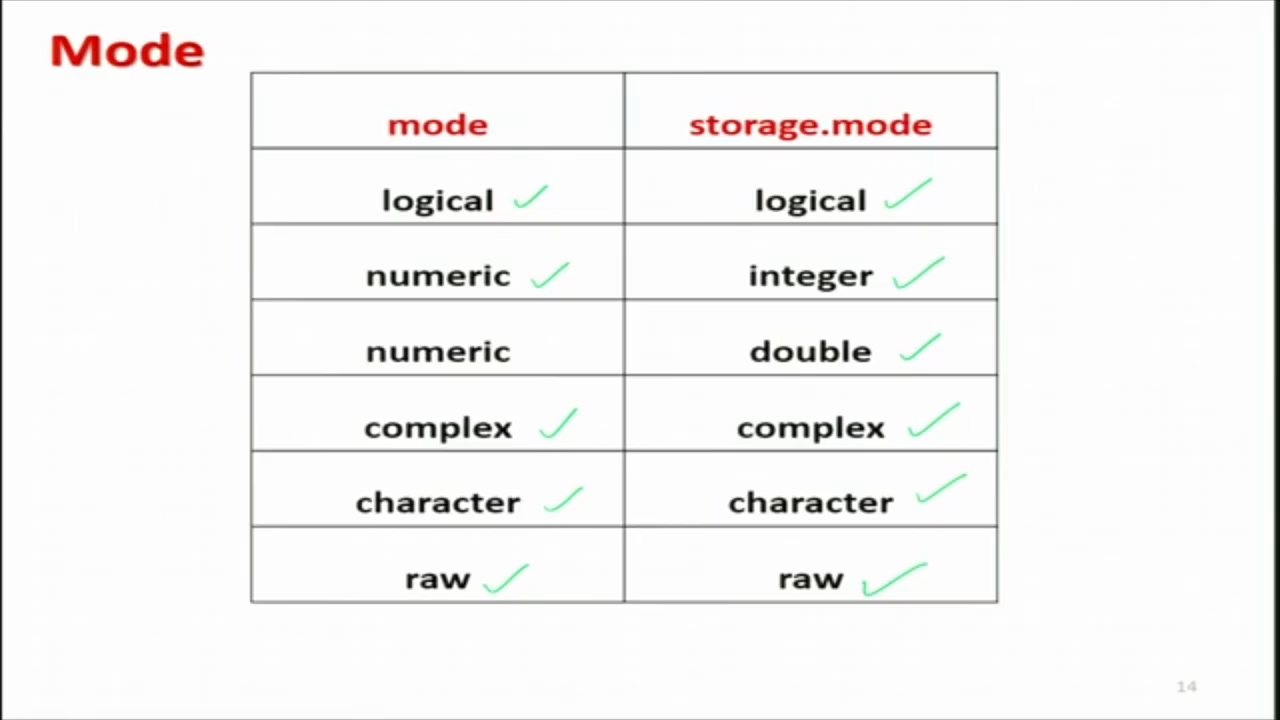 Mode
mode storage.mode
logical logical
numeric integer
numeric double
complex complex
character character
raw raw
14